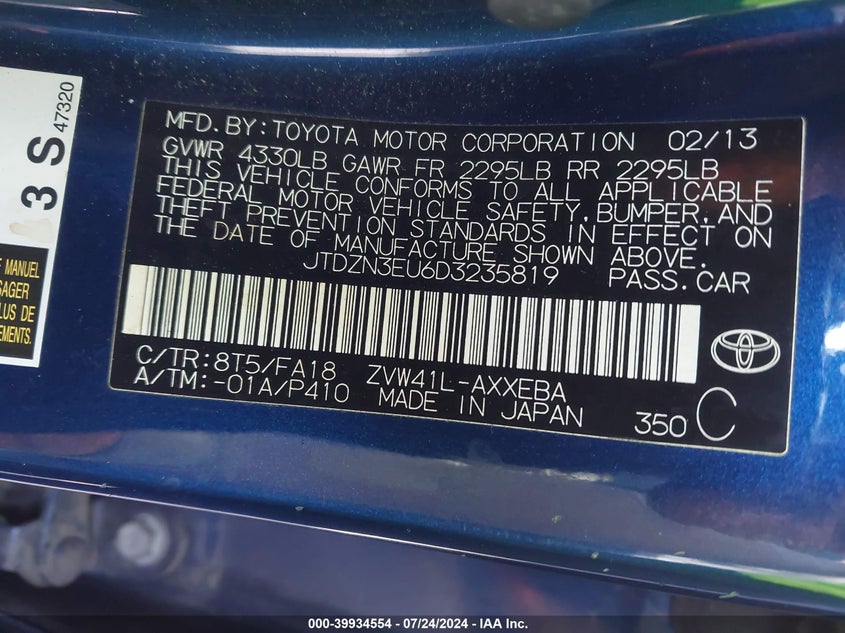 3 S 47320
E MANUEL
SAGER
LUS DE
EMENTS.
MFD.BY:TOYOTA MOTOR CORPORATION 02/13
GVWR 4330LB GAWR FR 2295LB RR 2295LB
THIS VEHICLE CONFORMS TO ALL APPLICABLE
FEDERAL MOTOR VEHICLE SAFETY,BUMPER,AND
THEFT PREVENTION STANDARDS IN EFFECT ON
THE DATE OF MANUFACTURE SHOWN ABOVE.
JTDZN3EU6D3235819 PASS.CAR
C/TR:8T5/FA18 ZVW41L-AXXEBA
A/TM:-01A/P410 MADE IN JAPAN 350 C
000-39934554 / 07/24/2024 - IAA Inc.